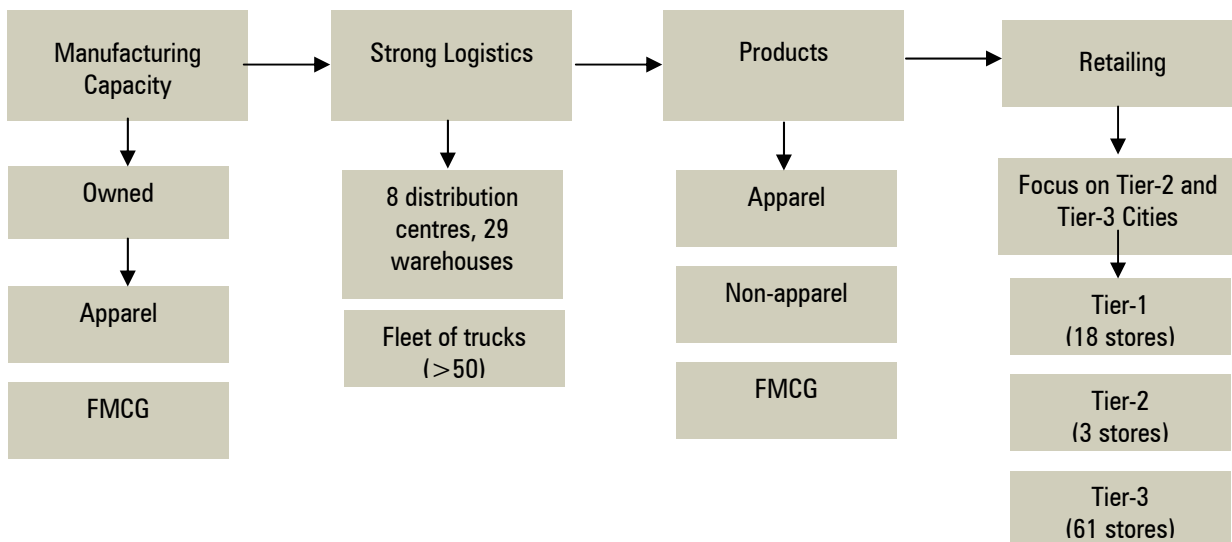 Manufacturing
Capacity
Strong Logistics
Products
Retailing
Owned
8 distribution
centres, 29
warehouses
Apparel
Focus on Tier-2 and
Tier-3 Cities
Apparel
Fleet of trucks
(>50)
Non-apparel
Tier-1
(18 stores)
FMCG
FMCG
Tier-2
(3 stores)
Tier-3
(61 stores)